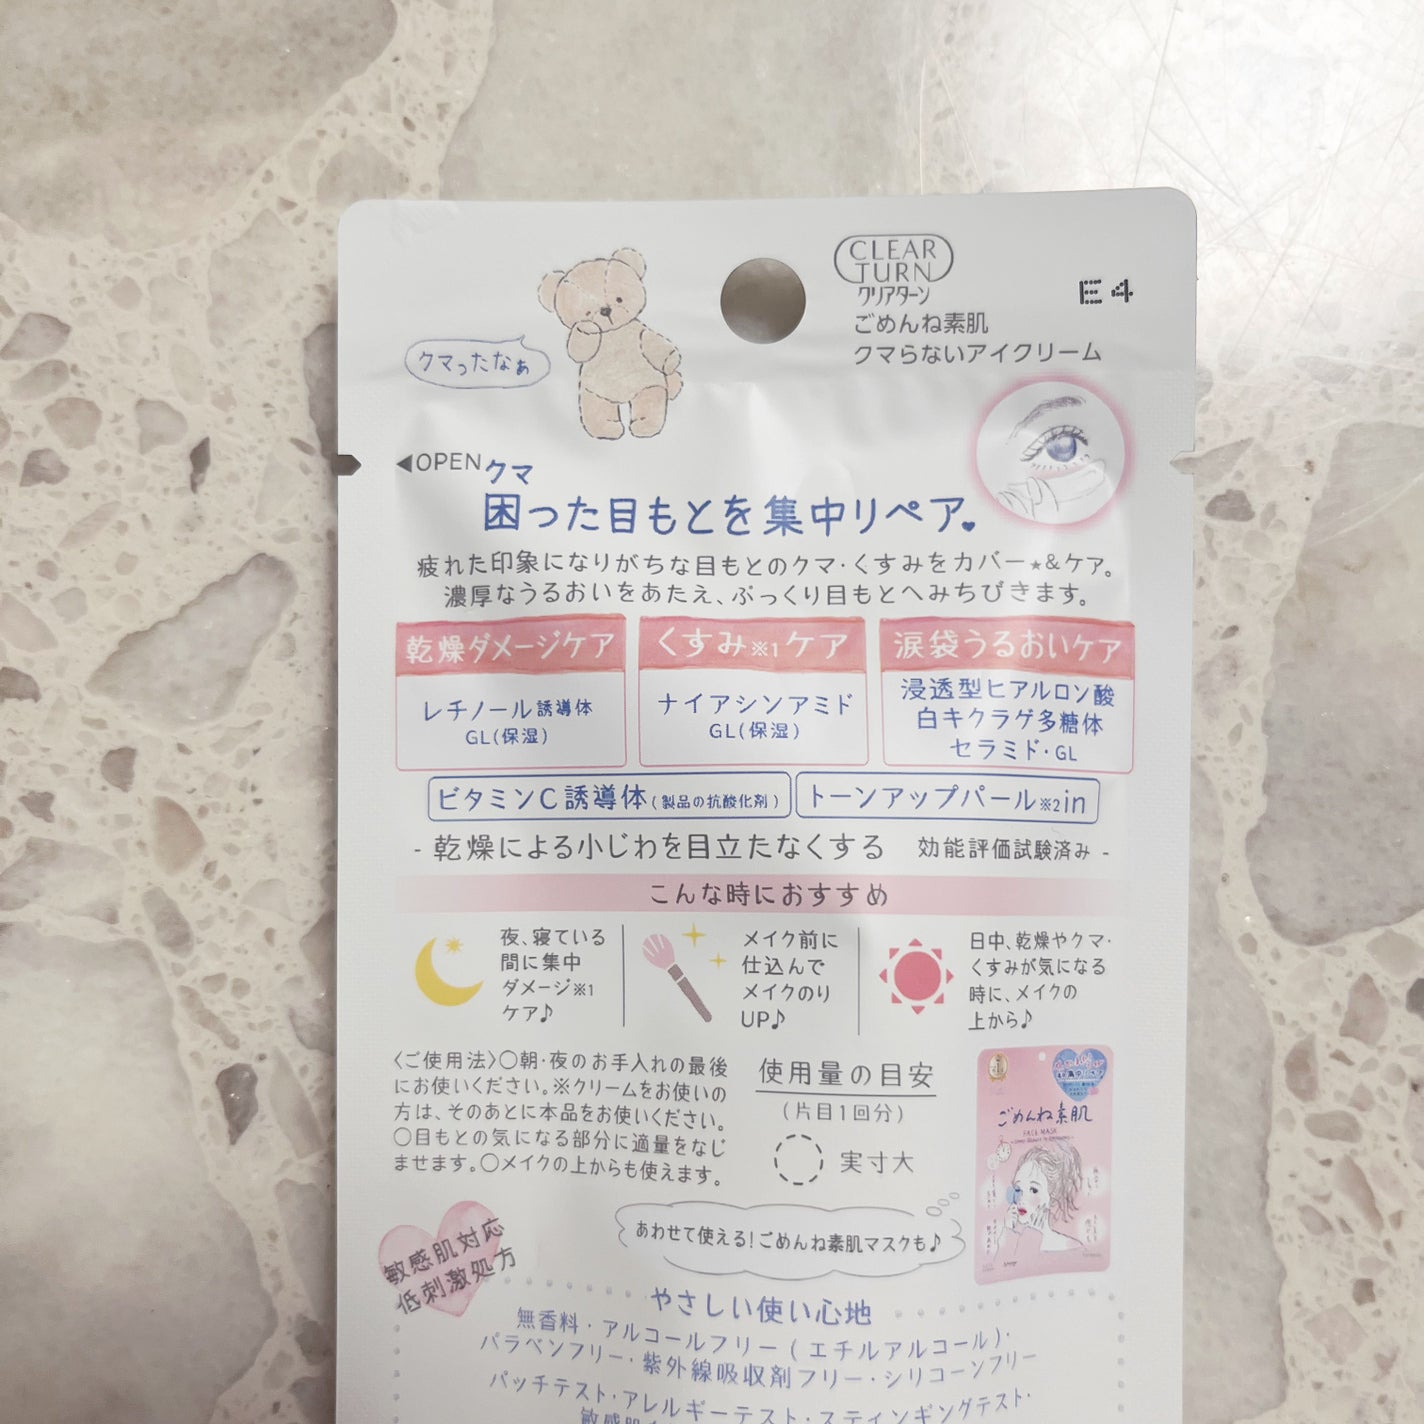 CLEAR
TURN
クリアターン
ごめんね素肌
クマらないアイクリーム
E4
クマったなぁ
◀OPEN
クマ
困った目もとを集中リペア♥
疲れた印象になりがちな目もとのクマ・くすみをカバー★&ケア。
濃厚なうるおいをあたえ、ぷっくり目もとへみちびきます。
乾燥ダメージケア
レチノール誘導体
GL(保湿)
くすみ※1ケア
ナイアシンアミド
GL(保湿)
涙袋うるおいケア
浸透型ヒアルロン酸
白キクラゲ多糖体
セラミド・GL
ビタミンC誘導体(製品の抗酸化剤)
トーンアップパール※2in
- 乾燥による小じわを目立たなくする 効能評価試験済み -
こんな時におすすめ
夜、寝ている
間に集中
ダメージ※1
ケア♪
メイク前に
仕込んで
メイクのり
UP♪
日中、乾燥やクマ・
くすみが気になる
時に、メイクの
上から♪
〈ご使用法〉○朝・夜のお手入れの最後
にお使いください。※クリームをお使いの
方は、そのあとに本品をお使いください。
○目もとの気になる部分に適量をなじ
ませます。○メイクの上からも使えます。
使用量の目安
(片目1回分)
実寸大
ごめんね素肌
FACE MASK
あわせて使える!ごめんね素肌マスクも♪
敏感肌対応
低刺激処方
やさしい使い心地
無香料・アルコールフリー(エチルアルコール)・
パラベンフリー・紫外線吸収剤フリー・シリコーンフリー
パッチテスト・アレルギーテスト・スティンギングテスト・
敏感肌